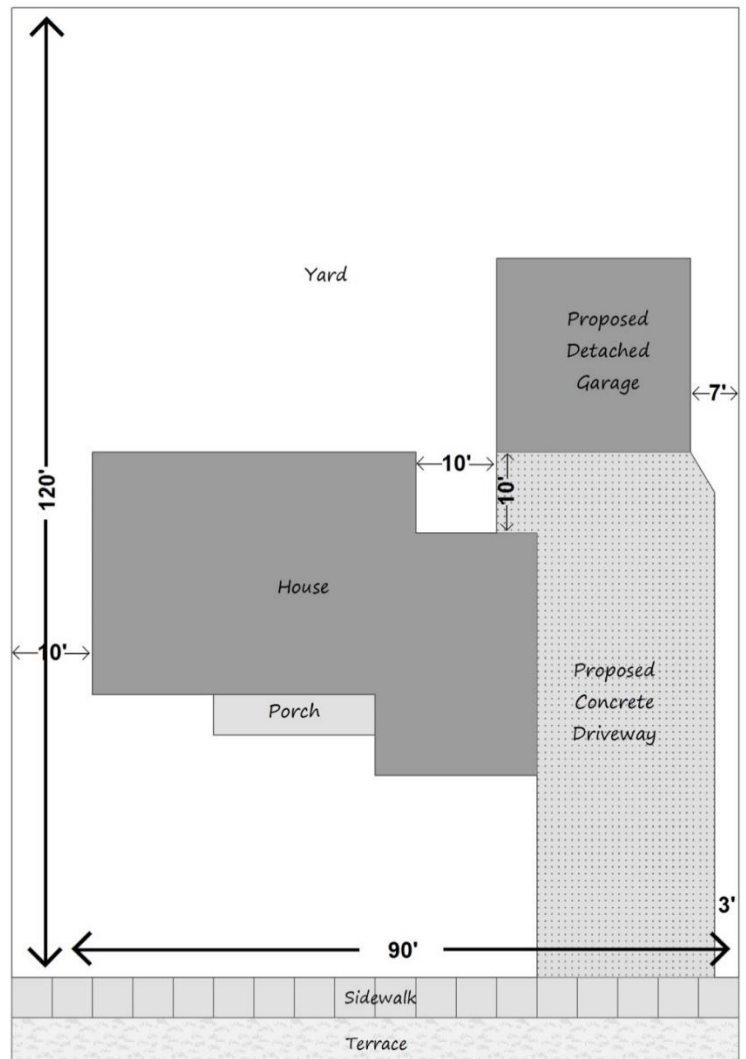 120'
Yard
Proposed
Detached
Garage
7'
10'
10'
House
10'
Porch
Proposed
Concrete
Driveway
3'
90'
Sidewalk
Terrace